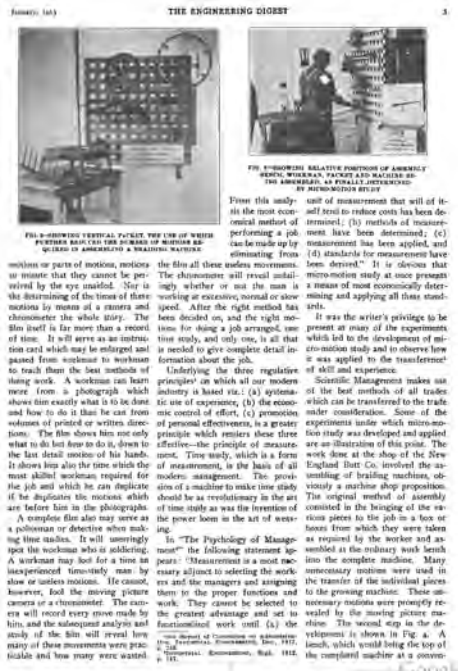 January, 1913
THE ENGINEERING DIGEST
3
FIG. 3—SHOWING VERTICAL PACKET, THE USE OF WHICH
FURTHER REDUCED THE NUMBER OF MOTIONS RE-
QUIRED IN ASSEMBLING A BRAIDING MACHINE
motions or parts of motions, motions
so minute that they cannot be per-
ceived by the eye unaided. Nor is
the determining of the times of these
motions by means of a camera and
chronometer the whole story. The
film itself is far more than a record
of time. It will serve as an instruc-
tion card which may be enlarged and
passed from workman to workman
to teach them the best methods of
doing work. A workman can learn
more from a photograph which
shows him exactly what is to be done
and how to do it than he can from
volumes of printed or written direc-
tions. The film shows him not only
what to do but how to do it, down to
the last detail motion of his hands.
It shows him also the time which the
most skilful workman required for
the job and which he can duplicate
if he duplicates the motions which
are before him in the photographs.
A complete film also may serve as
a policeman or detective when mak-
ing time studies. It will unerringly
spot the workman who is soldiering.
A workman may fool for a time an
inexperienced time-study man by
slow or useless motions. He cannot,
however, fool the moving picture
camera or a chronometer. The cam-
era will record every move made by
him, and the subsequent analysis and
study of the film will reveal how
many of these movements were prac-
ticable and how many were wasted.
FIG. 4—SHOWING RELATIVE POSITIONS OF ASSEMBLY
BENCH, WORKMAN, PACKET AND MACHINE BE-
ING ASSEMBLED, AS FINALLY DETERMINED
BY MICRO-MOTION STUDY
From this analy-
sis the most econ-
omical method of
performing a job
can be made up by
eliminating from
the film all these useless movements.
The chronometer will reveal unfail-
ingly whether or not the man is
working at excessive, normal or slow
speed. After the right method has
been decided on, and the right mo-
tions for doing a job arranged, one
time study, and only one, is all that
is needed to give complete detail in-
formation about the job.
Underlying the three regulative
principles on which all our modern
industry is based viz.: (a) systema-
tic use of experience, (b) the econo-
mic control of effort, (c) promotion
of personal effectiveness, is a greater
principle which renders these three
effective—the principle of measure-
ment. Time study, which is a form
of measurement, is the basis of all
modern management. The provi-
sion of a machine to make time study
should be as revolutionary in the art
of time study as was the invention of
the power loom in the art of weav-
ing.
In "The Psychology of Manage-
ment" the following statement ap-
pears: "Measurement is a most nec-
essary adjunct to selecting the work-
ers and the managers and assigning
them to the proper functions and
work. They cannot be selected to
the greatest advantage and set to
functionalized work until (a) the
unit of measurement that will of it-
self tend to reduce costs has been de-
termined; (b) methods of measure-
ment have been determined; (c)
measurement has been applied, and
(d) standards for measurement have
been derived." It is obvious that
micro-motion study at once presents
a means of most economically deter-
mining and applying all these stand-
ards.
It was the writer's privilege to be
present at many of the experiments
which led to the development of mi-
cro-motion study and to observe how
it was applied to the transference
of skill and experience.
Scientific Management makes use
of the best methods of all trades
which can be transferred to the trade
under consideration. Some of the
experiments under which micro-mo-
tion study was developed and applied
are an illustration of this point. The
work done at the shop of the New
England Butt Co. involved the as-
sembling of braiding machines, ob-
viously a machine shop proposition.
The original method of assembly
consisted in the bringing of the va-
rious pieces to the job in a box or
boxes from which they were taken
as required by the worker and as-
sembled at the ordinary work bench
into the complete machine. Many
unnecessary motions were used in
the transfer of the individual pieces
to the growing machine. These un-
necessary motions were promptly re-
vealed by the moving picture ma-
chine. The second step in the de-
velopment is shown in Fig. 4. A
bench, which would bring the top of
the completed machine at a conven-